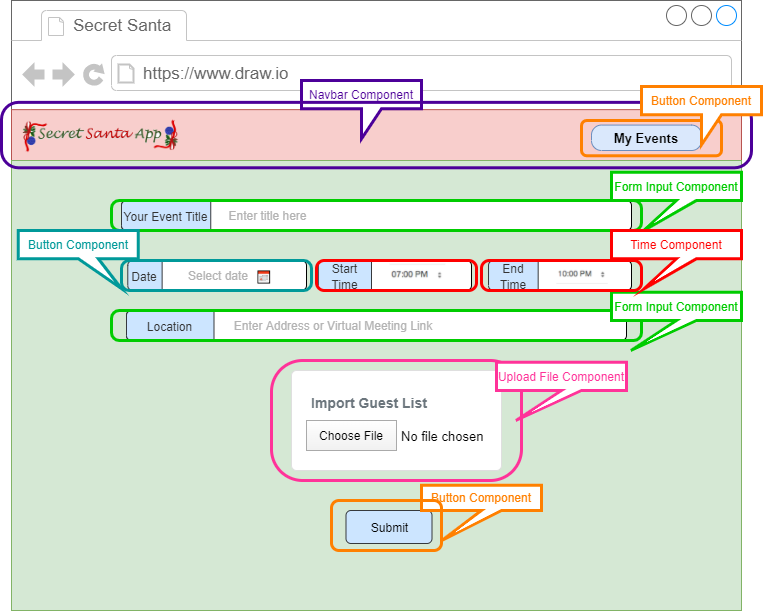 Secret Santa
https://www.draw.io
Navbar Component
Button Component
Secret Santa App
My Events
Form Input Component
Your Event Title Enter title here
Button Component
Time Component
Date Select date
Start Time 07:00 PM
End Time 10:00 PM
Form Input Component
Location Enter Address or Virtual Meeting Link
Upload File Component
Import Guest List
Choose File No file chosen
Button Component
Submit